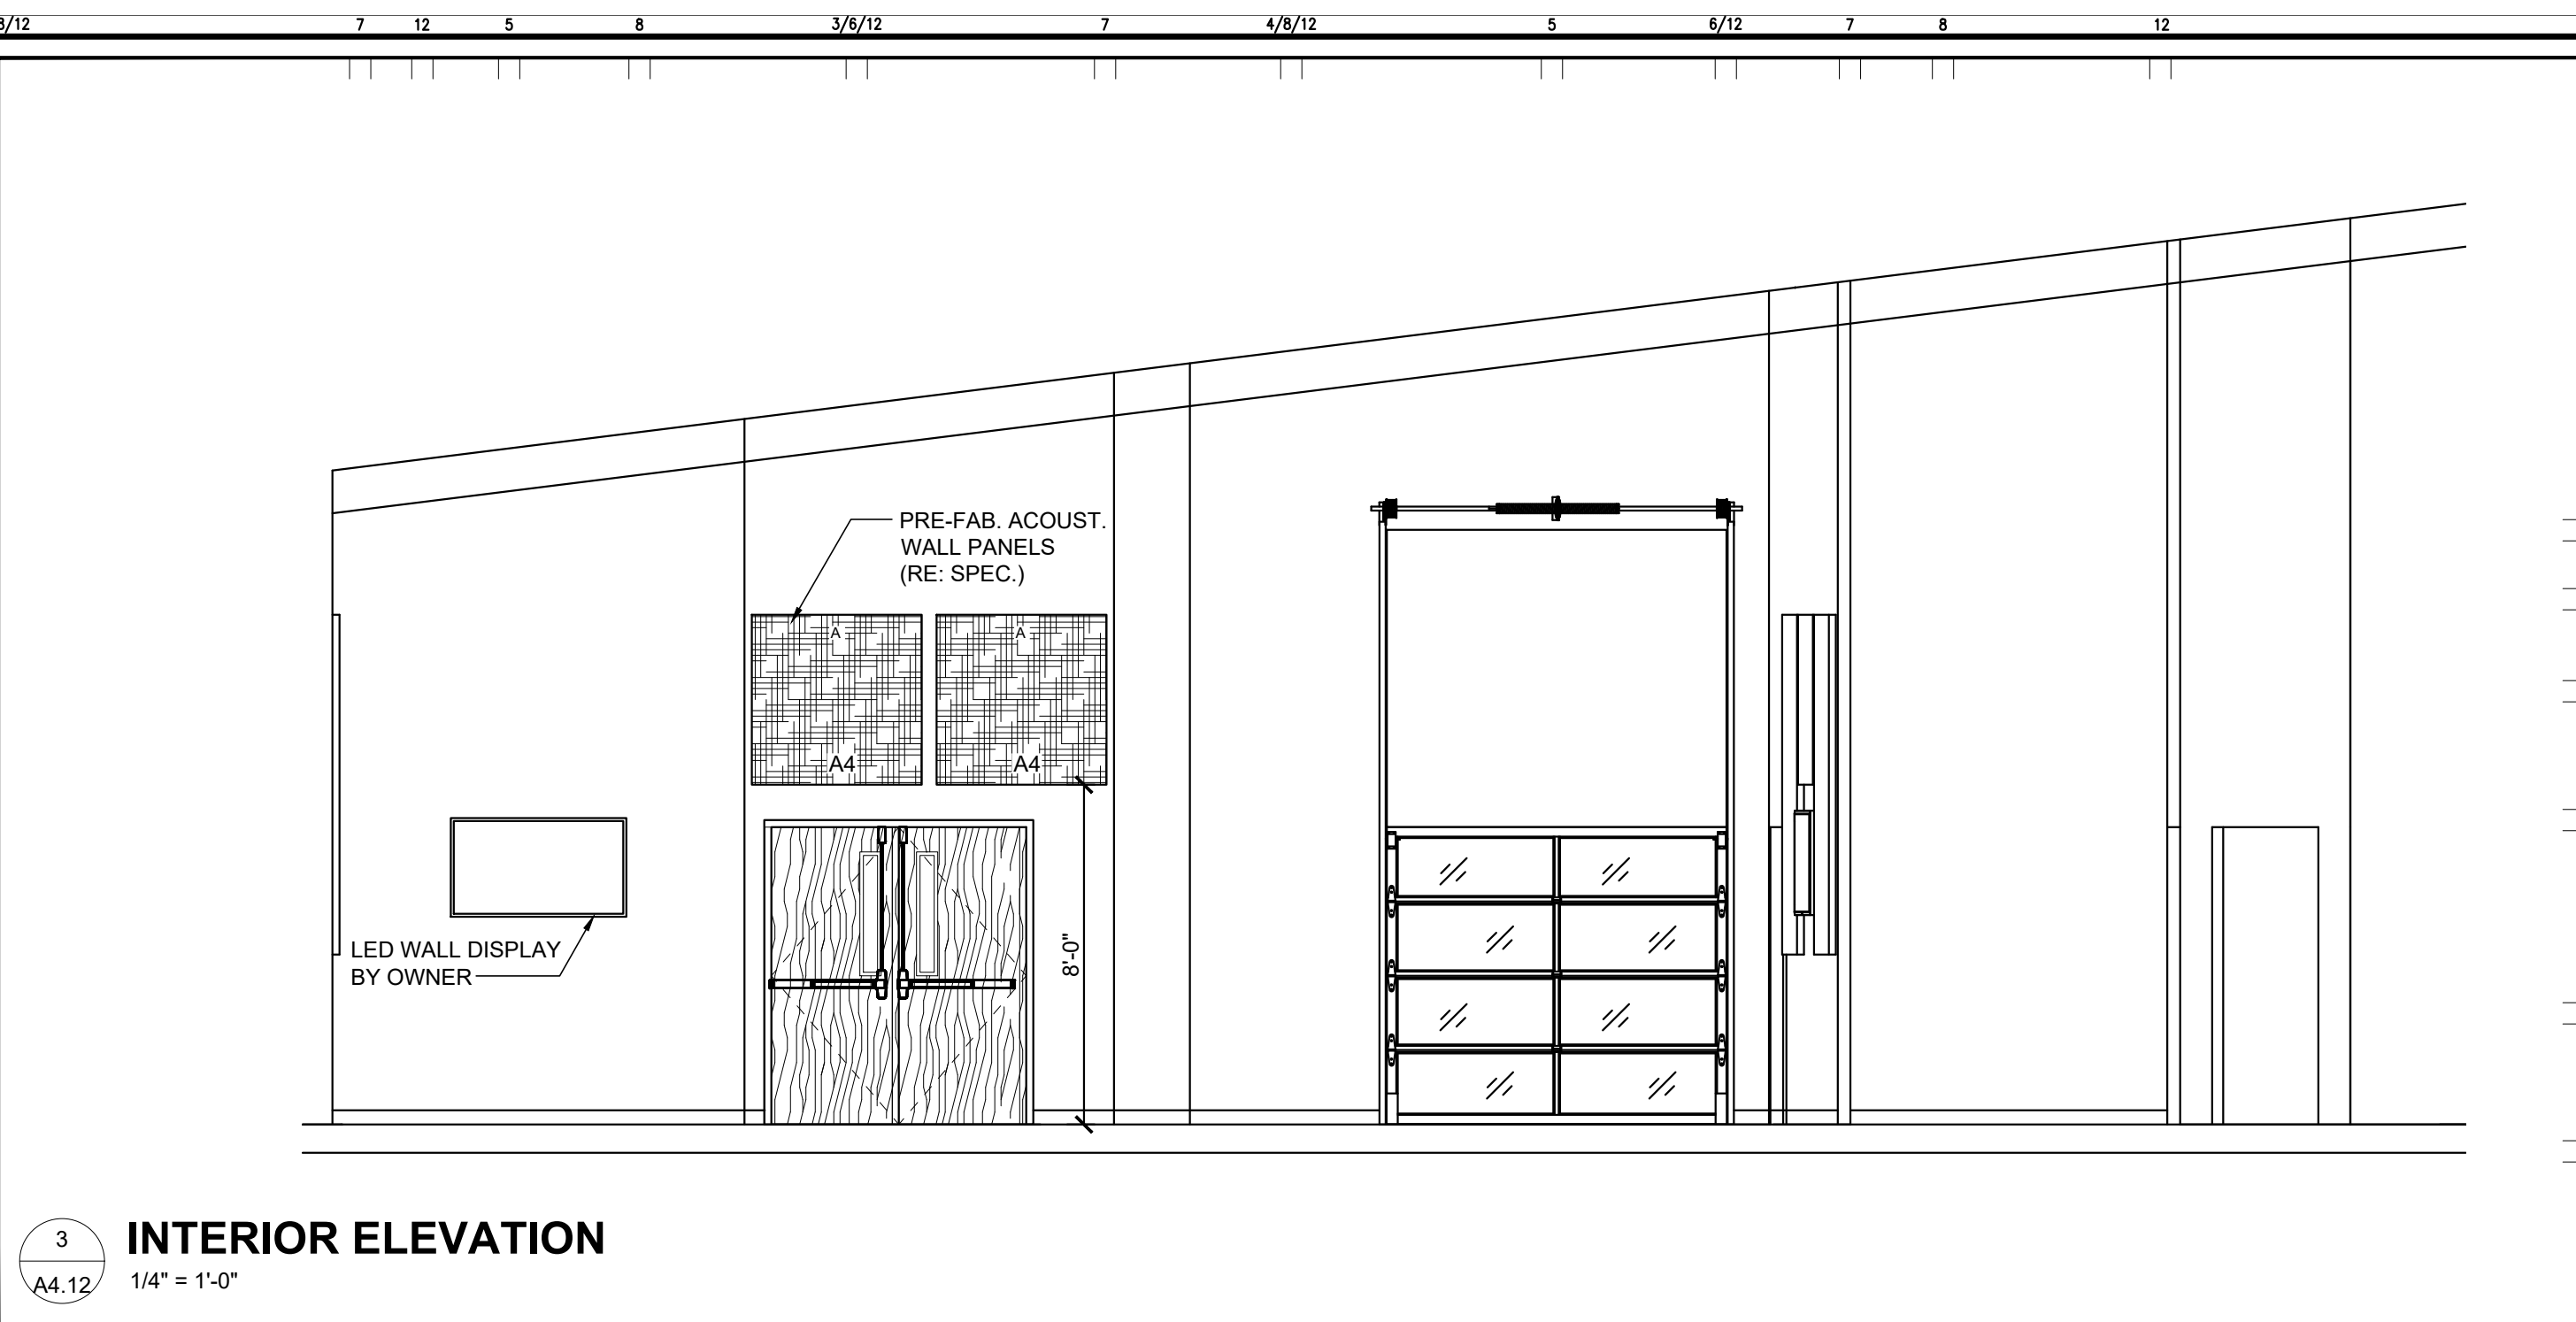 3/12 7 12 5 8 3/6/12 7 4/8/12 5 6/12 7 8 12
PRE-FAB. ACOUST.
WALL PANELS
(RE: SPEC.)
A A
A4 A4
LED WALL DISPLAY
BY OWNER
8'-0"
3
A4.12
INTERIOR ELEVATION
1/4" = 1'-0"